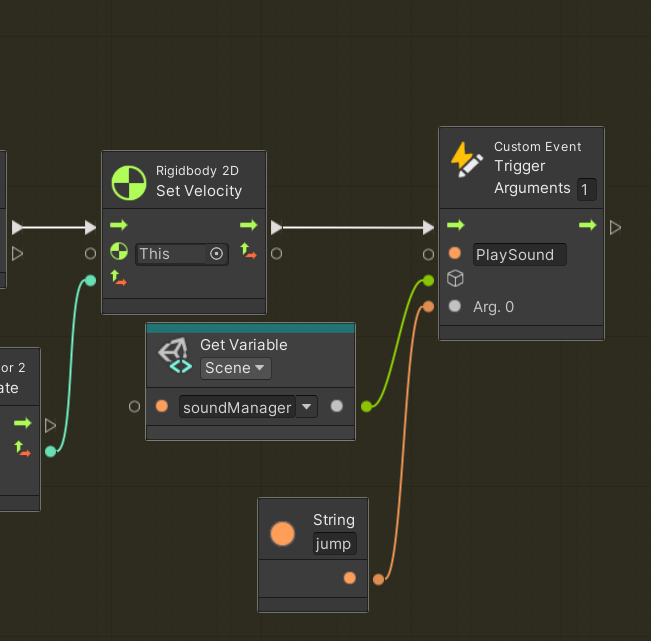 Rigidbody 2D
Set Velocity
This
Custom Event
Trigger
Arguments 1
PlaySound
Arg. 0
Get Variable
Scene
soundManager
or 2
ate
String
jump